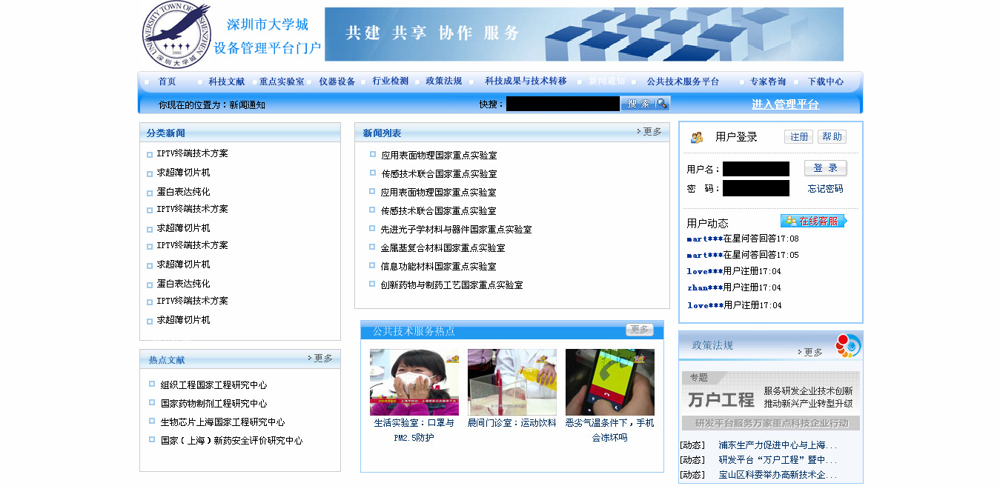 UNIVERSITY TOWN OF SHENZHEN
2000
深圳大学城
深圳市大学城
设备管理平台门户
共建 共享 协作 服务
首页 科技文献 重点实验室 仪器设备 行业检测 政策法规 科技成果与技术转移 新闻通知 公共技术服务平台 专家咨询 下载中心
你现在的位置为：新闻通知
快搜：
搜 索
进入管理平台
分类新闻
IPTV终端技术方案
求超薄切片机
蛋白表达纯化
IPTV终端技术方案
求超薄切片机
IPTV终端技术方案
求超薄切片机
蛋白表达纯化
IPTV终端技术方案
求超薄切片机
热点文献
更多
组织工程国家工程研究中心
国家药物制剂工程研究中心
生物芯片上海国家工程研究中心
国家（上海）新药安全评价研究中心
新闻列表
更多
应用表面物理国家重点实验室
传感技术联合国家重点实验室
应用表面物理国家重点实验室
传感技术联合国家重点实验室
先进光子学材料与器件国家重点实验室
金属基复合材料国家重点实验室
信息功能材料国家重点实验室
创新药物与制药工艺国家重点实验室
公共技术服务热点
更多
生活实验室：口罩与
PM2.5防护
晨间门诊室：运动饮料
恶劣气温条件下，手机
会冻坏吗
用户登录
注册
帮助
用户名：
登 录
密 码：
忘记密码
用户动态
在线客服
mart***在星问答回答17:08
mart***在星问答回答17:05
love***用户注册17:04
zhan***用户注册17:04
love***用户注册17:04
政策法规
更多
专题
万户工程
服务研发企业技术创新
推动新兴产业转型升级
研发平台服务万家重点科技企业行动
[动态] 浦东生产力促进中心与上海...
[动态] 研发平台“万户工程”暨中...
[动态] 宝山区科委举办高新技术企...